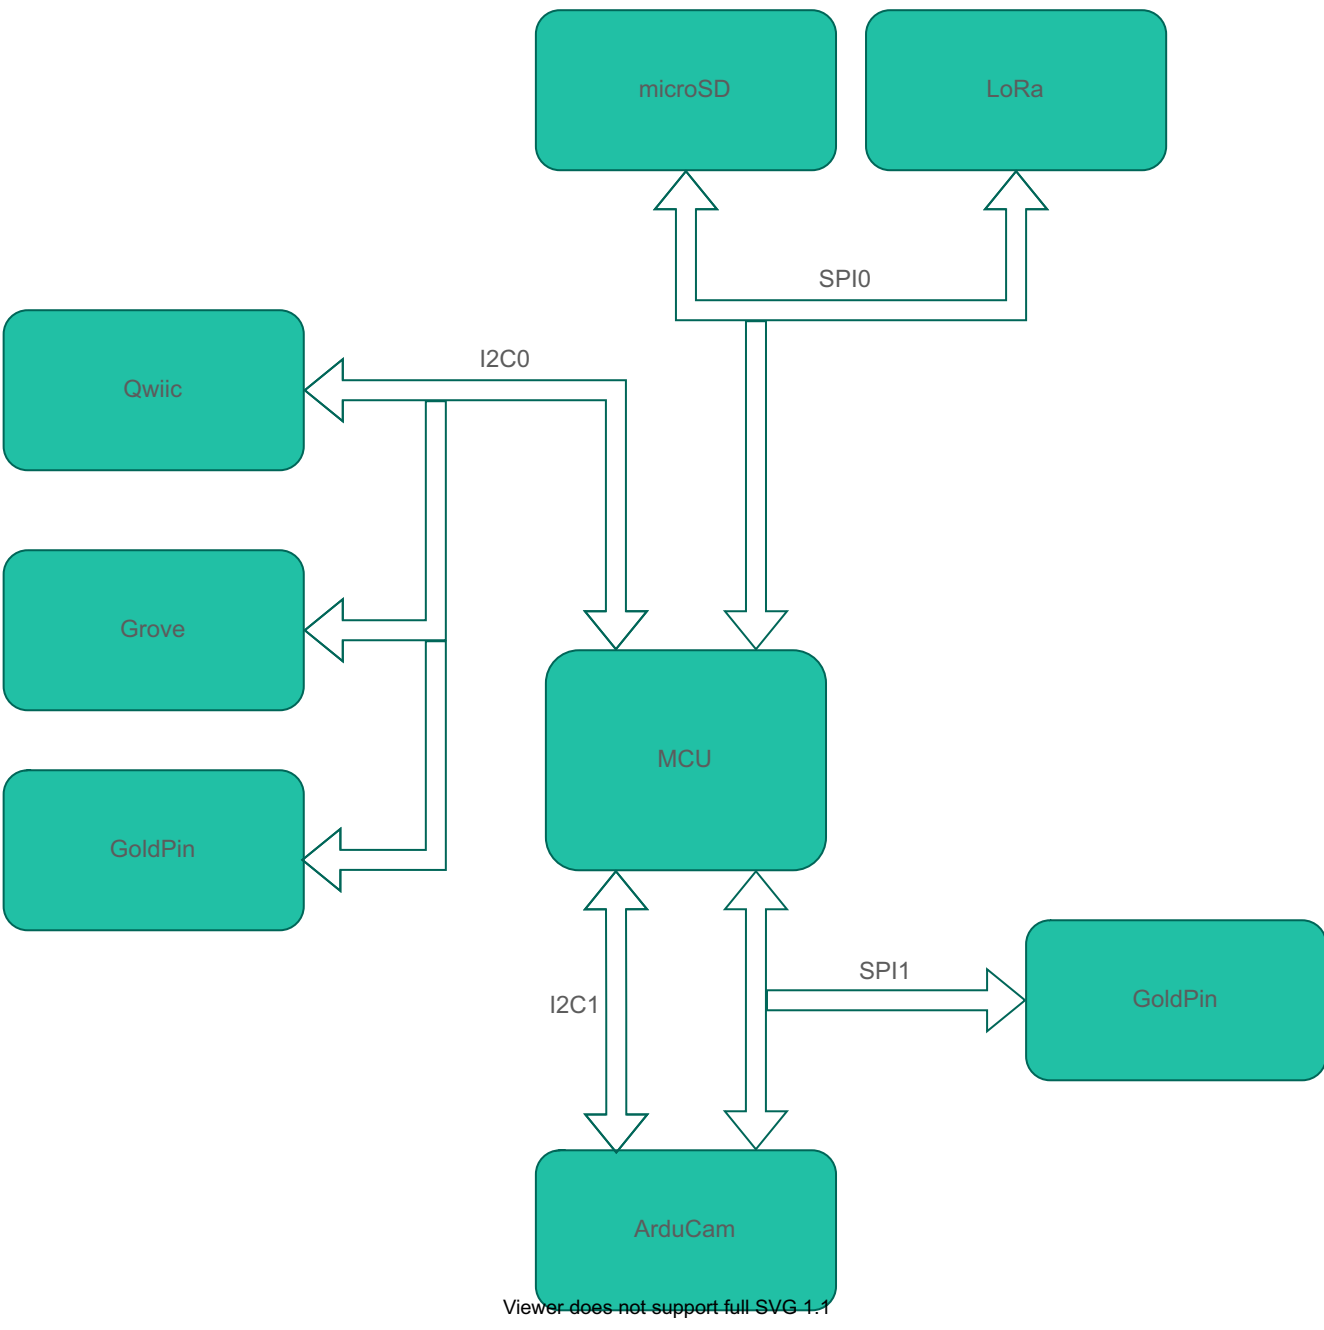 microSD
LoRa
SPI0
I2C0
Qwiic
Grove
MCU
GoldPin
SPI1
I2C1
GoldPin
ArduCam
Viewer does not support full SVG 1.1